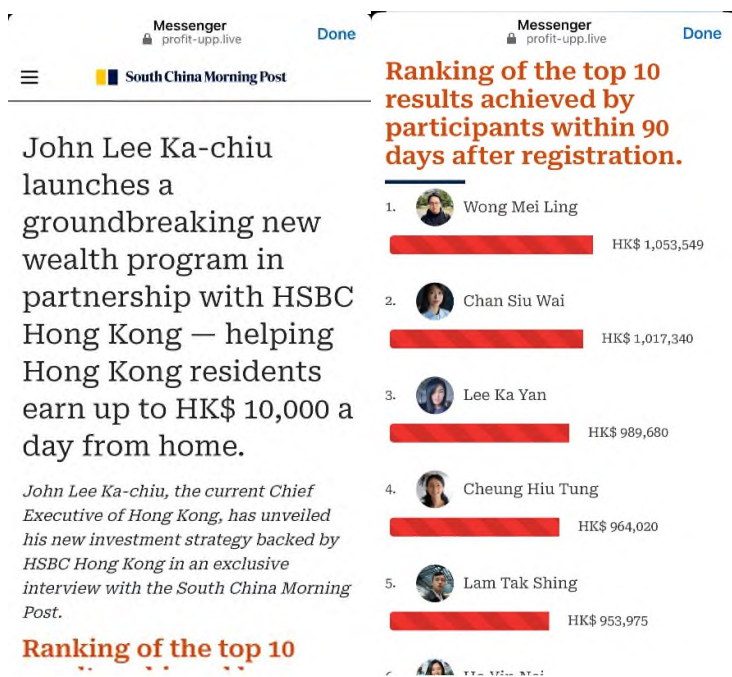 Messenger
profit-upp.live
Done
South China Morning Post
John Lee Ka-chiu
launches a
groundbreaking new
wealth program in
partnership with HSBC
Hong Kong — helping
Hong Kong residents
earn up to HK$ 10,000 a
day from home.
John Lee Ka-chiu, the current Chief
Executive of Hong Kong, has unveiled
his new investment strategy backed by
HSBC Hong Kong in an exclusive
interview with the South China Morning
Post.
Ranking of the top 10
Messenger
profit-upp.live
Done
Ranking of the top 10
results achieved by
participants within 90
days after registration.
1. Wong Mei Ling
HK$ 1,053,549
2. Chan Siu Wai
HK$ 1,017,340
3. Lee Ka Yan
HK$ 989,680
4. Cheung Hiu Tung
HK$ 964,020
5. Lam Tak Shing
HK$ 953,975